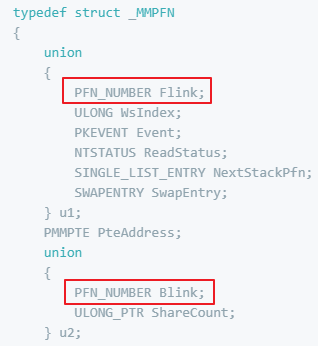 typedef struct _MMPFN
{
    union
    {
        PFN_NUMBER Flink;
        ULONG WsIndex;
        PKEVENT Event;
        NTSTATUS ReadStatus;
        SINGLE_LIST_ENTRY NextStackPfn;
        SWAPENTRY SwapEntry;
    } u1;
    PMMPTE PteAddress;
    union
    {
        PFN_NUMBER Blink;
        ULONG_PTR ShareCount;
    } u2;